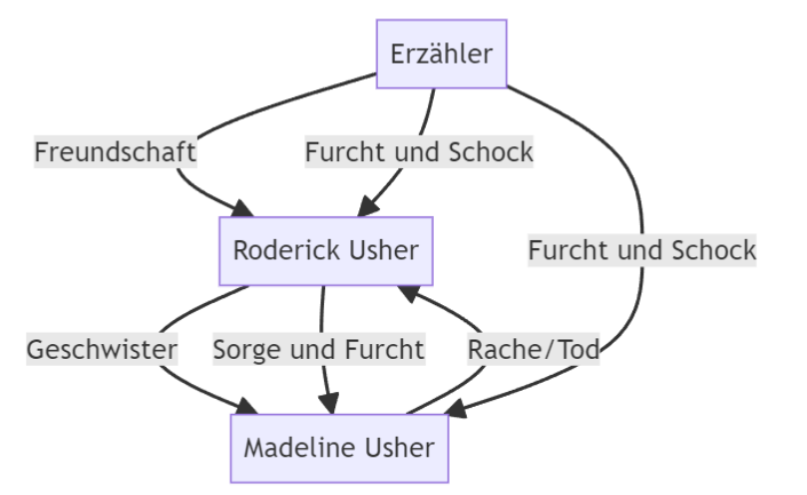 Erzähler
Freundschaft
Furcht und Schock
Roderick Usher
Furcht und Schock
Geschwister
Sorge und Furcht
Rache/Tod
Madeline Usher